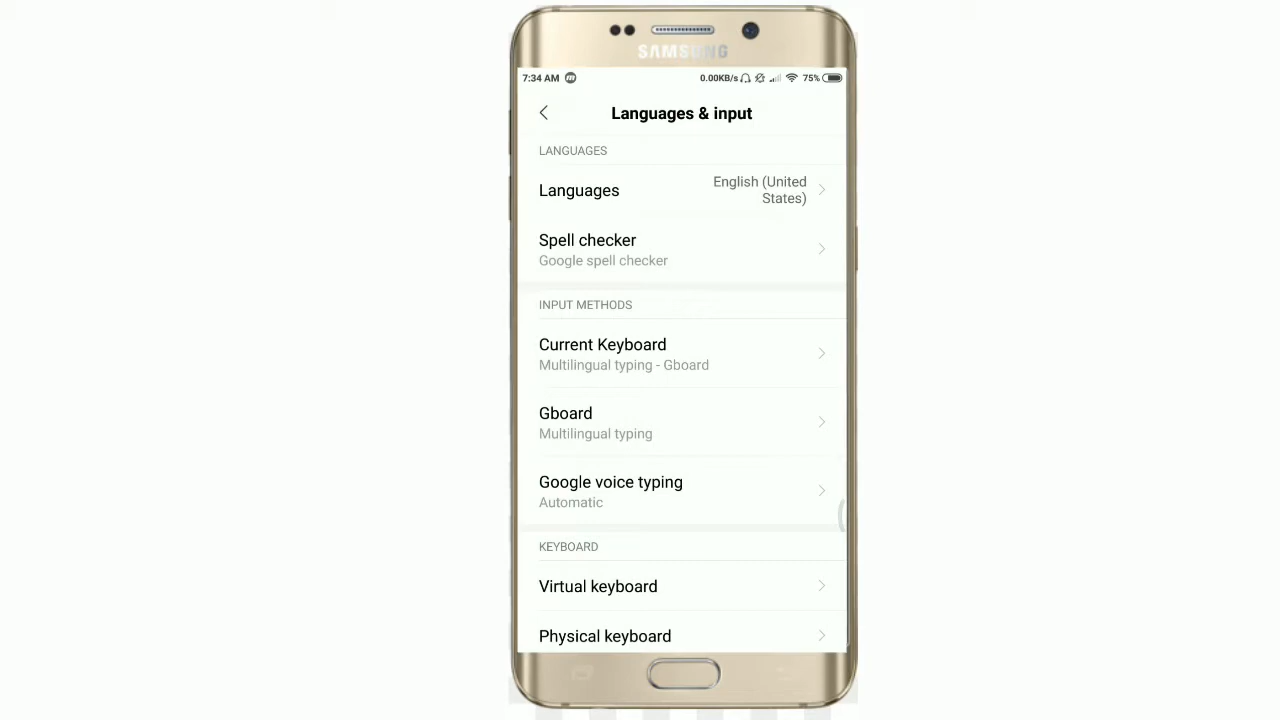 SAMSUNG
7:34 AM
0.00KB/s 75%
Languages & input
LANGUAGES
Languages
English (United
States)
Spell checker
Google spell checker
INPUT METHODS
Current Keyboard
Multilingual typing - Gboard
Gboard
Multilingual typing
Google voice typing
Automatic
KEYBOARD
Virtual keyboard
Physical keyboard